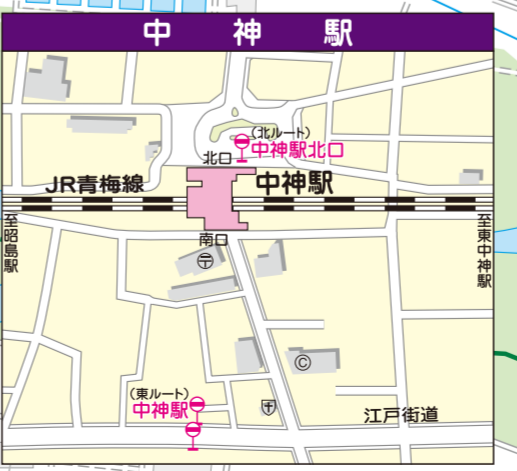 中神駅
(北ルート)
中神駅北口
北口
JR青梅線
中神駅
至昭島駅
至東中神駅
南口
〒
Ⓒ
(東ルート)
中神駅
江戸街道